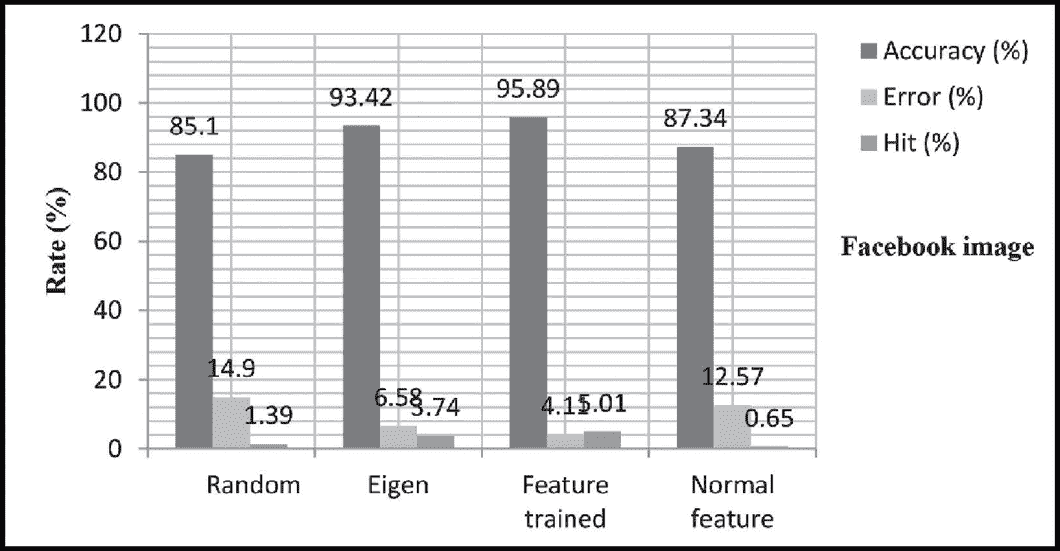 120
100
80
60
40
20
0
Rate (%)
85.1
14.9
1.39
93.42
6.58
3.74
95.89
4.11
5.01
87.34
12.57
0.65
Random
Eigen
Feature
trained
Normal
feature
Accuracy (%)
Error (%)
Hit (%)
Facebook image